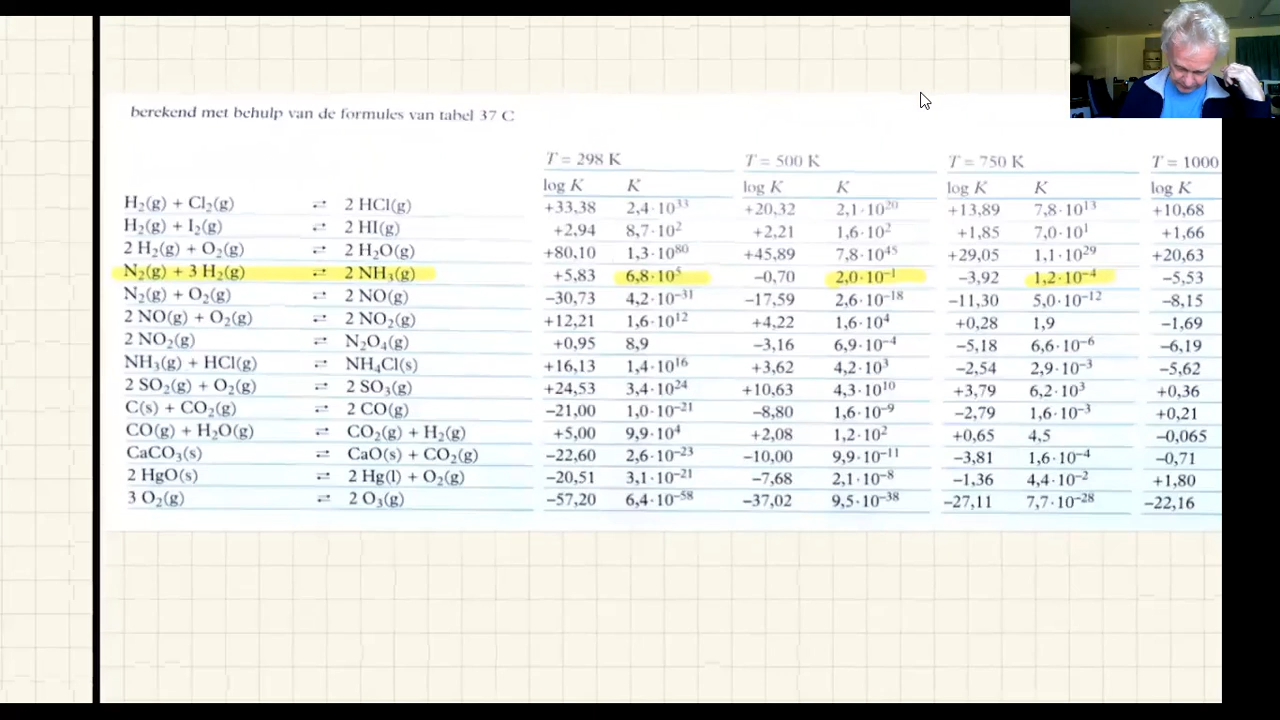 berekend met behulp van de formules van tabel 37 C
T = 298 K T = 500 K T = 750 K T = 1000
log K K log K K log K K log K
H₂(g) + Cl₂(g) ⇌ 2 HCl(g) +33,38 2,4·10³³ +20,32 2,1·10²⁰ +13,89 7,8·10¹³ +10,68
H₂(g) + I₂(g) ⇌ 2 HI(g) +2,94 8,7·10² +2,21 1,6·10² +1,85 7,0·10¹ +1,66
2 H₂(g) + O₂(g) ⇌ 2 H₂O(g) +80,10 1,3·10⁸⁰ +45,89 7,8·10⁴⁵ +29,05 1,1·10²⁹ +20,63
N₂(g) + 3 H₂(g) ⇌ 2 NH₃(g) +5,83 6,8·10⁵ –0,70 2,0·10⁻¹ –3,92 1,2·10⁻⁴ –5,53
N₂(g) + O₂(g) ⇌ 2 NO(g) –30,73 4,2·10⁻³¹ –17,59 2,6·10⁻¹⁸ –11,30 5,0·10⁻¹² –8,15
2 NO(g) + O₂(g) ⇌ 2 NO₂(g) +12,21 1,6·10¹² +4,22 1,6·10⁴ +0,28 1,9 –1,69
2 NO₂(g) ⇌ N₂O₄(g) +0,95 8,9 –3,16 6,9·10⁻⁴ –5,18 6,6·10⁻⁶ –6,19
NH₃(g) + HCl(g) ⇌ NH₄Cl(s) +16,13 1,4·10¹⁶ +3,62 4,2·10³ –2,54 2,9·10⁻³ –5,62
2 SO₂(g) + O₂(g) ⇌ 2 SO₃(g) +24,53 3,4·10²⁴ +10,63 4,3·10¹⁰ +3,79 6,2·10³ +0,36
C(s) + CO₂(g) ⇌ 2 CO(g) –21,00 1,0·10⁻²¹ –8,80 1,6·10⁻⁹ –2,79 1,6·10⁻³ +0,21
CO(g) + H₂O(g) ⇌ CO₂(g) + H₂(g) +5,00 9,9·10⁴ +2,08 1,2·10² +0,65 4,5 –0,065
CaCO₃(s) ⇌ CaO(s) + CO₂(g) –22,60 2,6·10⁻²³ –10,00 9,9·10⁻¹¹ –3,81 1,6·10⁻⁴ –0,71
2 HgO(s) ⇌ 2 Hg(l) + O₂(g) –20,51 3,1·10⁻²¹ –7,68 2,1·10⁻⁸ –1,36 4,4·10⁻² +1,80
3 O₂(g) ⇌ 2 O₃(g) –57,20 6,4·10⁻⁵⁸ –37,02 9,5·10⁻³⁸ –27,11 7,7·10⁻²⁸ –22,16